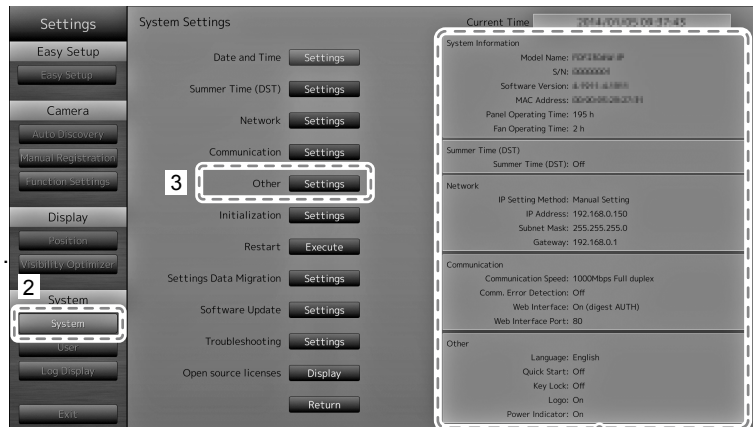 Settings
Easy Setup
Easy Setup
Camera
Auto Discovery
Manual Registration
Function Settings
Display
Position
Visibility Optimizer
2
System
System
User
Log Display
Exit
System Settings
Date and Time Settings
Summer Time (DST) Settings
Network Settings
Communication Settings
3 Other Settings
Initialization Settings
Restart Execute
Settings Data Migration Settings
Software Update Settings
Troubleshooting Settings
Open source licenses Display
Return
Current Time
System Information
Model Name:
S/N: 00000001
Software Version:
MAC Address:
Panel Operating Time: 195 h
Fan Operating Time: 2 h
Summer Time (DST)
Summer Time (DST): Off
Network
IP Setting Method: Manual Setting
IP Address: 192.168.0.150
Subnet Mask: 255.255.255.0
Gateway: 192.168.0.1
Communication
Communication Speed: 1000Mbps Full duplex
Comm. Error Detection: Off
Web Interface: On (digest AUTH)
Web Interface Port: 80
Other
Language: English
Quick Start: Off
Key Lock: Off
Logo: On
Power Indicator: On